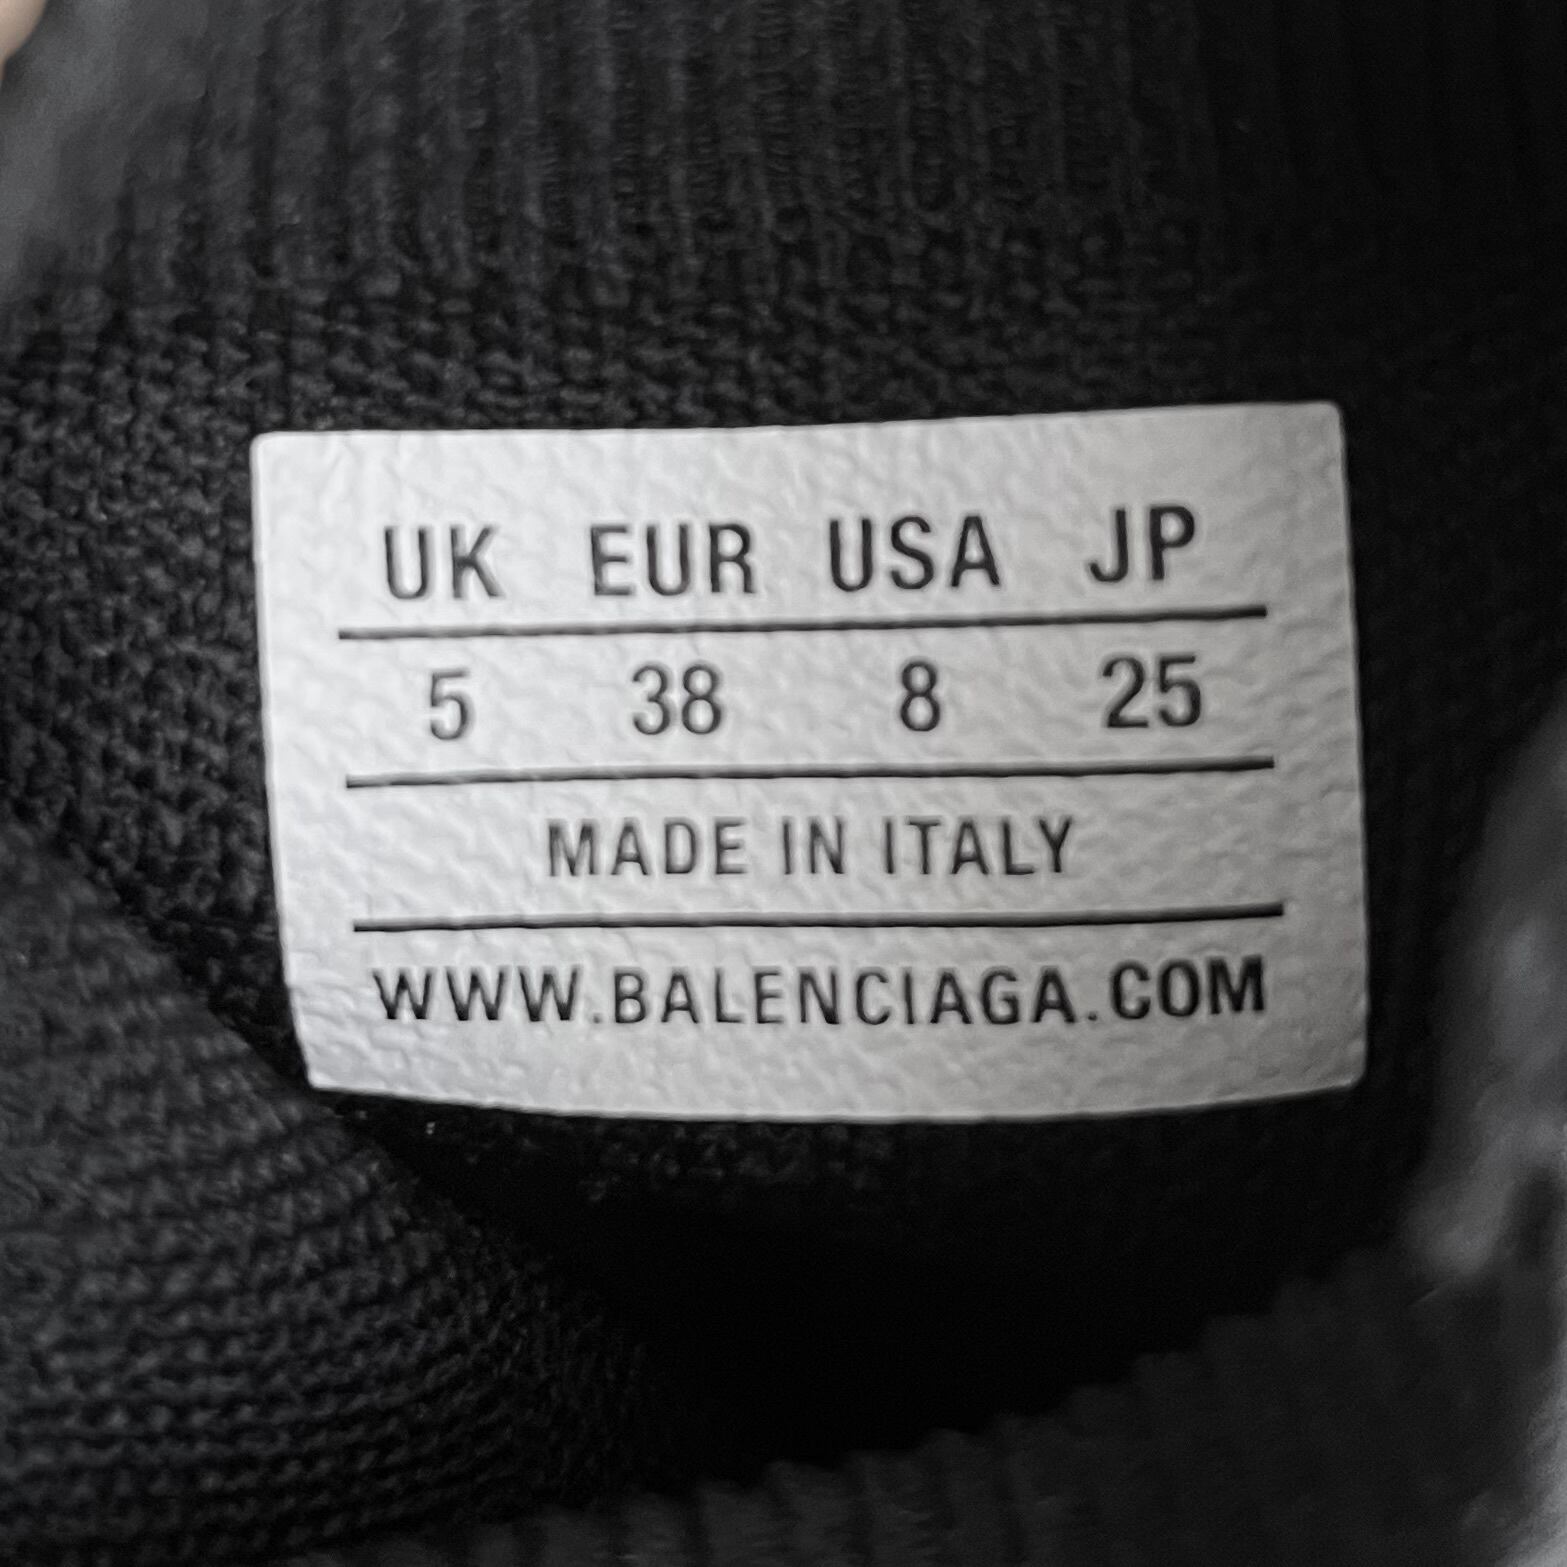 UK EUR USA JP
5 38 8 25
MADE IN ITALY
WWW.BALENCIAGA.COM